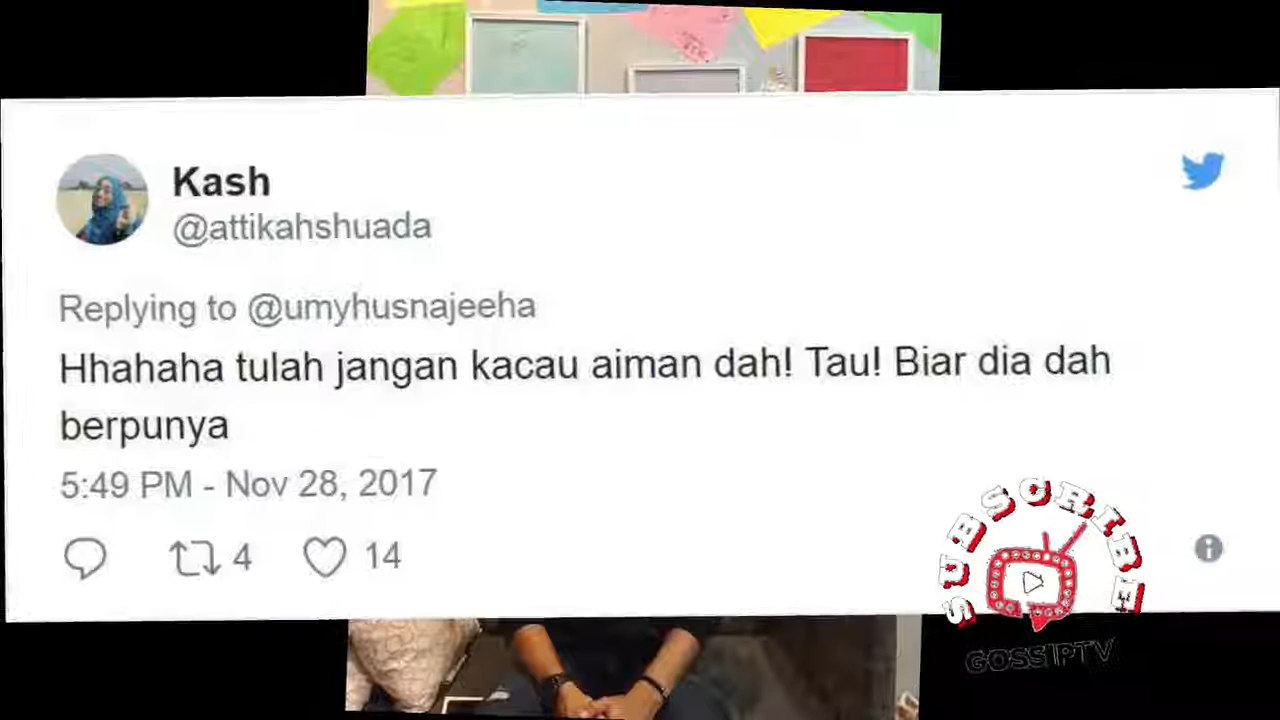 Kash
@attikahshuada
Replying to @umyhusnajeeha
Hhahaha tulah jangan kacau aiman dah! Tau! Biar dia dah
berpunya
5:49 PM - Nov 28, 2017
4 14
SUBSCRIBE
GOSSIPTV